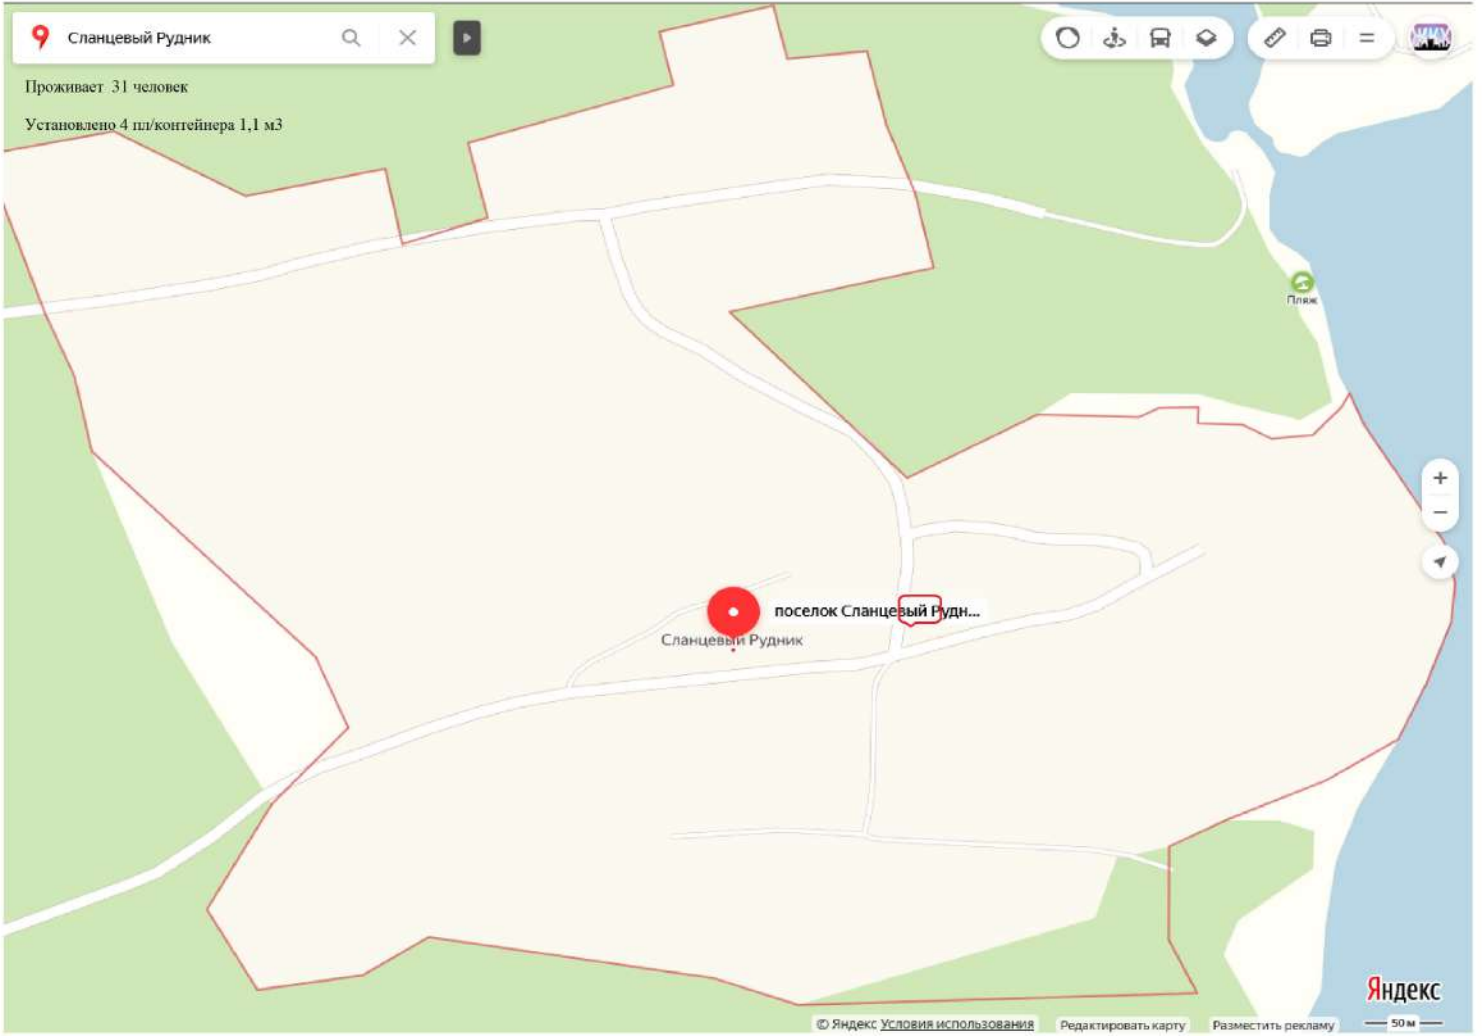 Сланцевый Рудник
Проживает 31 человек
Установлено 4 пл/контейнера 1,1 м3
ЖКХ
Пляж
поселок Сланцевый Рудн...
Сланцевый Рудник
Яндекс
© Яндекс Условия использования
Редактировать карту
Разместить рекламу
50 м